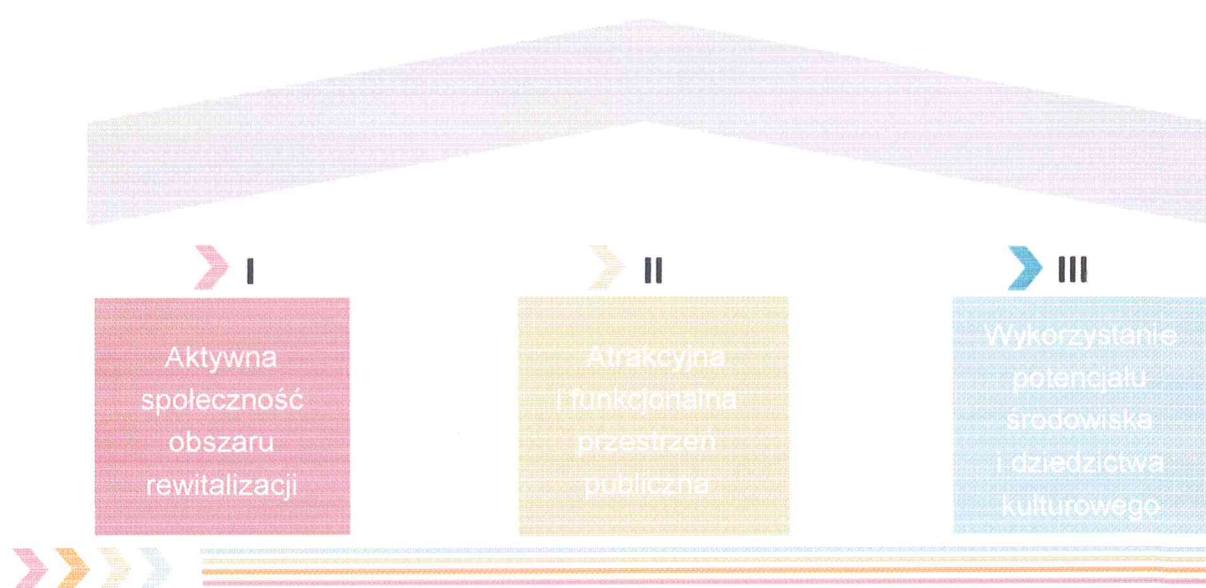 I
Aktywna
społeczność
obszaru
rewitalizacji
II
Atrakcyjna
i funkcjonalna
przestrzeń
publiczna
III
Wykorzystanie
potencjału
środowiska
i dziedzictwa
kulturowego